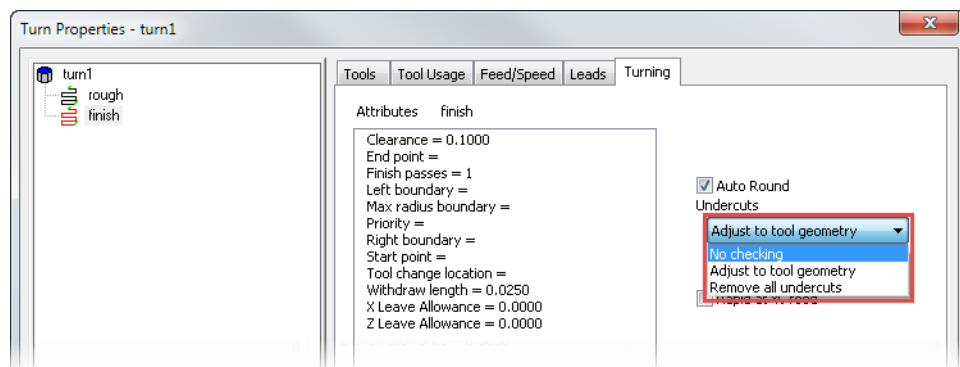 Turn Properties - turn1
x
turn1
rough
finish
Tools Tool Usage Feed/Speed Leads Turning
Attributes finish
Clearance = 0.1000
End point =
Finish passes = 1
Left boundary =
Max radius boundary =
Priority =
Right boundary =
Start point =
Tool change location =
Withdraw length = 0.0250
X Leave Allowance = 0.0000
Z Leave Allowance = 0.0000
Auto Round
Undercuts
Adjust to tool geometry
No checking
Adjust to tool geometry
Remove all undercuts